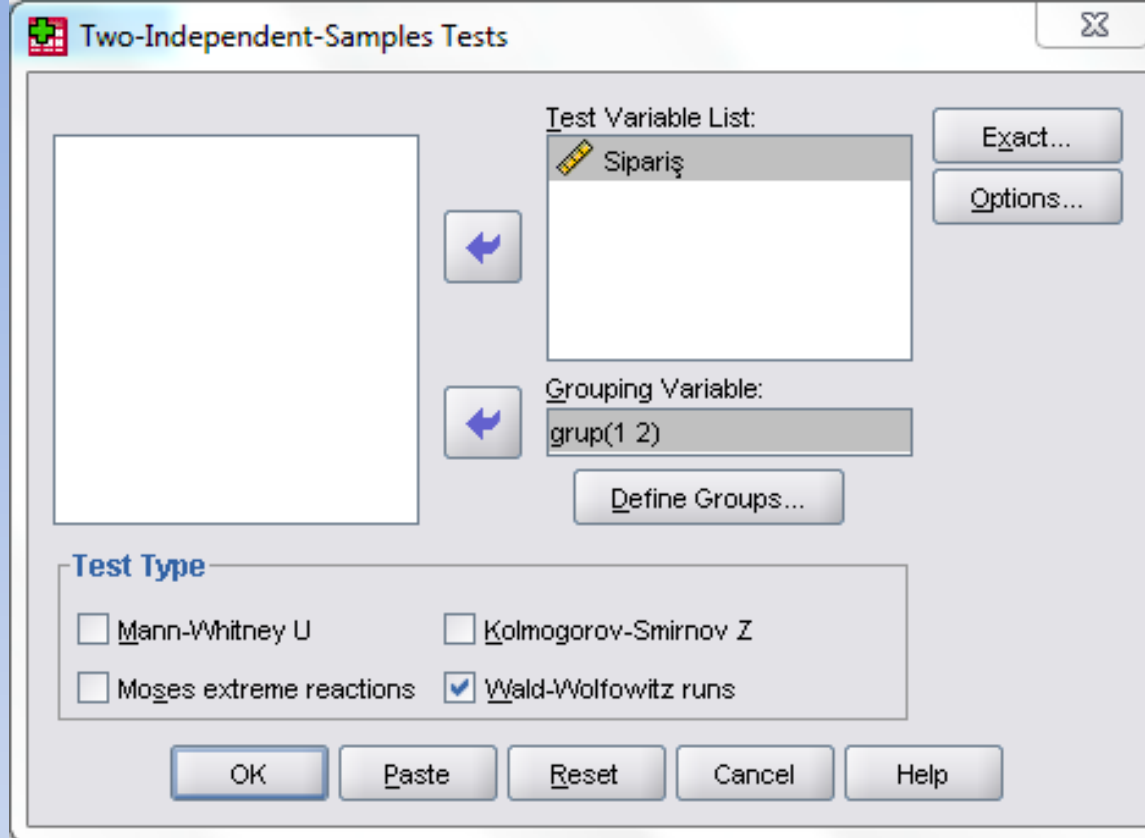 Two-Independent-Samples Tests
Test Variable List:
Sipariş
Exact...
Options...
Grouping Variable:
grup(1 2)
Define Groups...
Test Type
Mann-Whitney U
Kolmogorov-Smirnov Z
Moses extreme reactions
Wald-Wolfowitz runs
OK
Paste
Reset
Cancel
Help